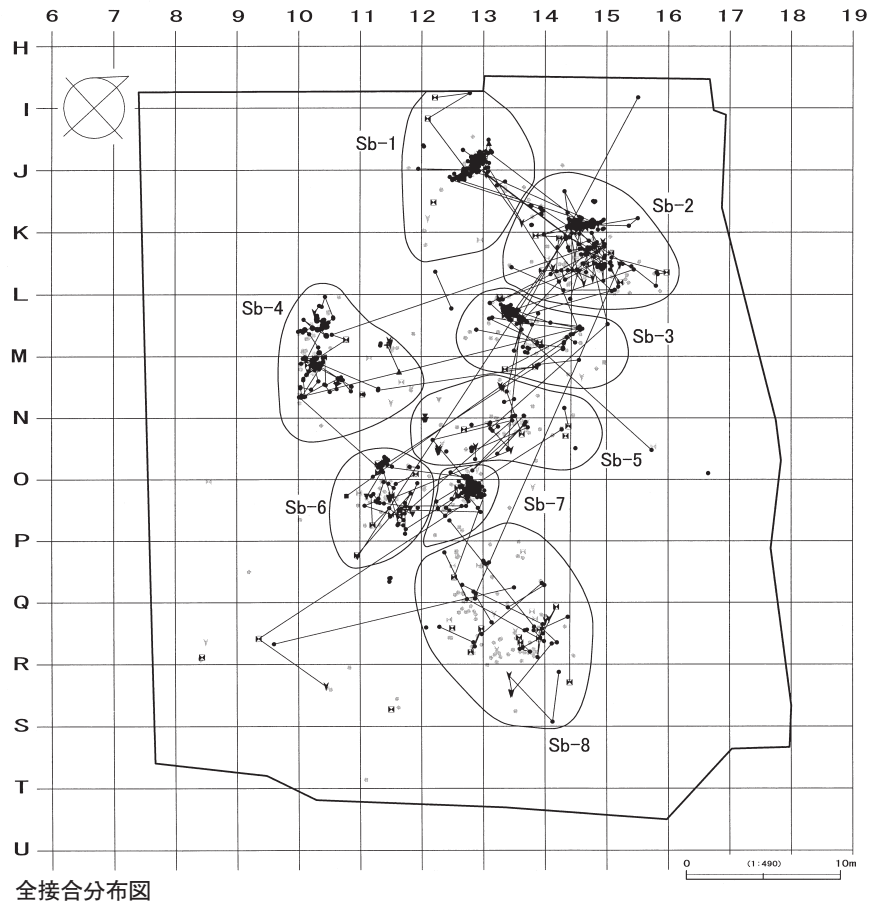 6 7 8 9 10 11 12 13 14 15 16 17 18 19
H
I
Sb-1
J
Sb-2
K
L
Sb-4
Sb-3
M
N
Sb-5
O
Sb-6
Sb-7
P
Q
R
S
Sb-8
T
U
0 (1:490) 10m
全接合分布図